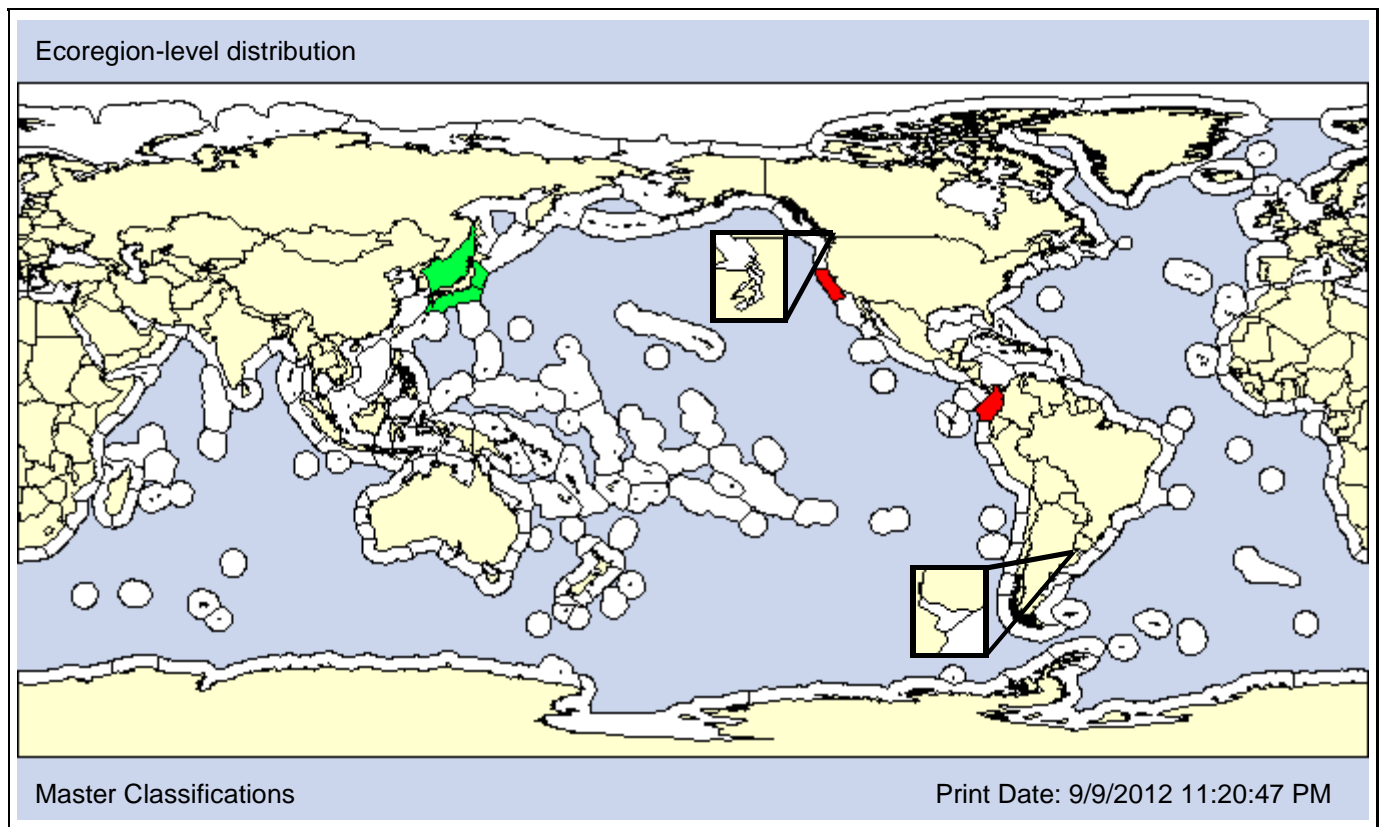 Ecoregion-level distribution
Master Classifications
Print Date: 9/9/2012 11:20:47 PM